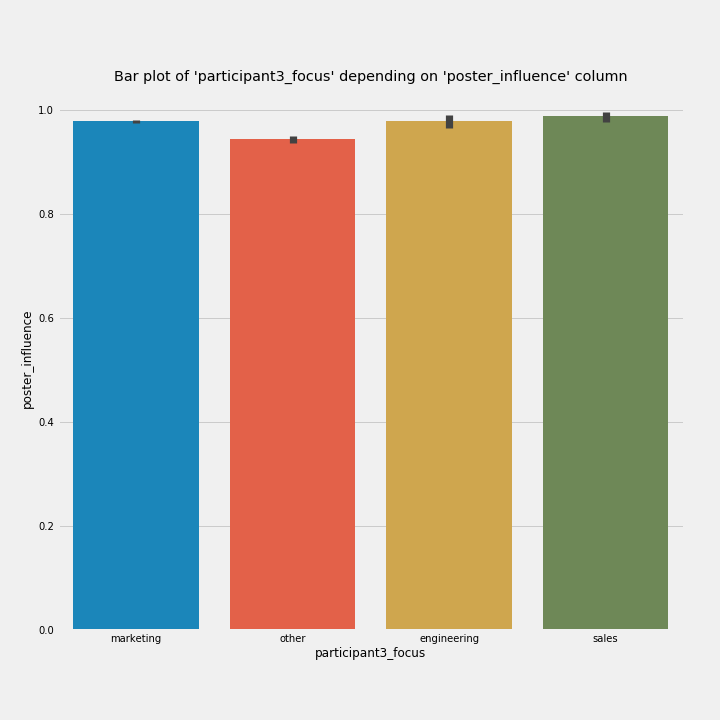 Bar plot of 'participant3_focus' depending on 'poster_influence' column
1.0
0.8
0.6
0.4
0.2
0.0
poster_influence
marketing other engineering sales
participant3_focus